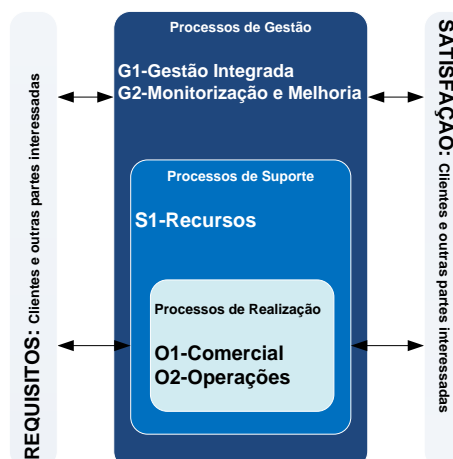 REQUISITOS: Clientes e outras partes interessadas
Processos de Gestão
G1-Gestão Integrada
G2-Monitorização e Melhoria
Processos de Suporte
S1-Recursos
Processos de Realização
O1-Comercial
O2-Operações
SATISFAÇAO: Clientes e outras partes interessadas